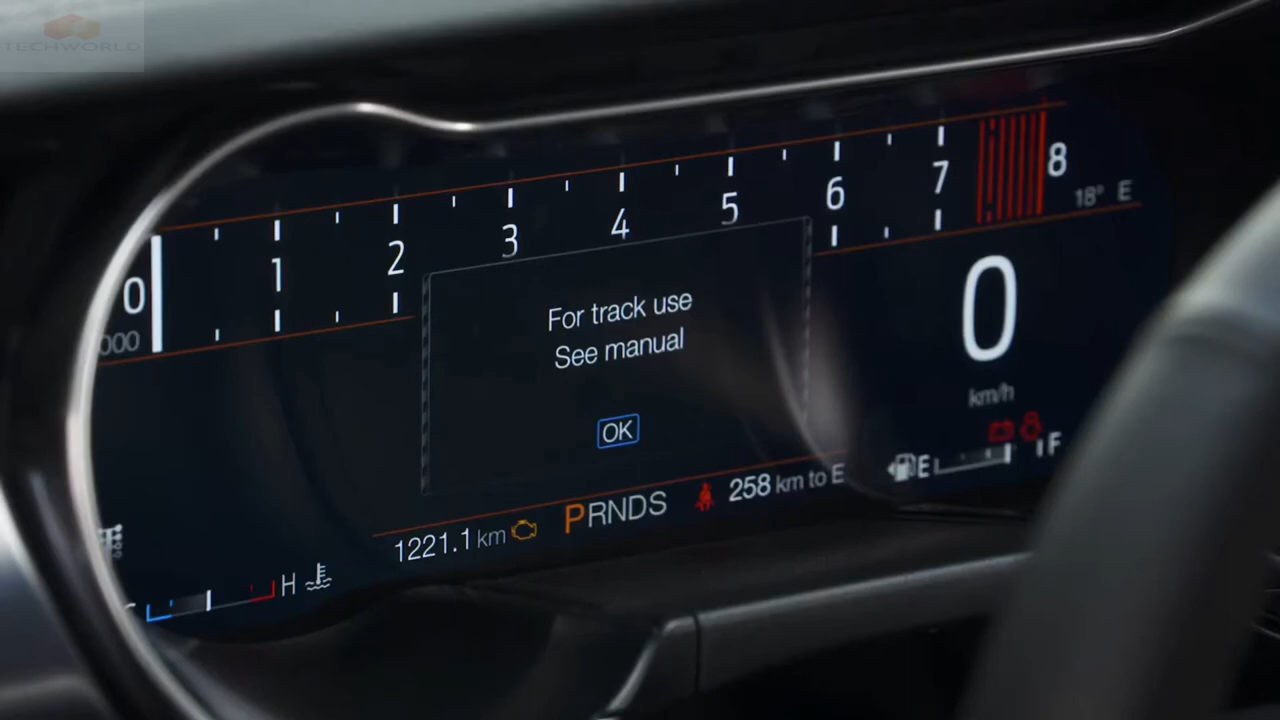 TECHWORLD
0 1 2 3 4 5 6 7 8
000
18° E
0
km/h
For track use
See manual
OK
E F
1221.1 km PRNDS 258 km to E
H